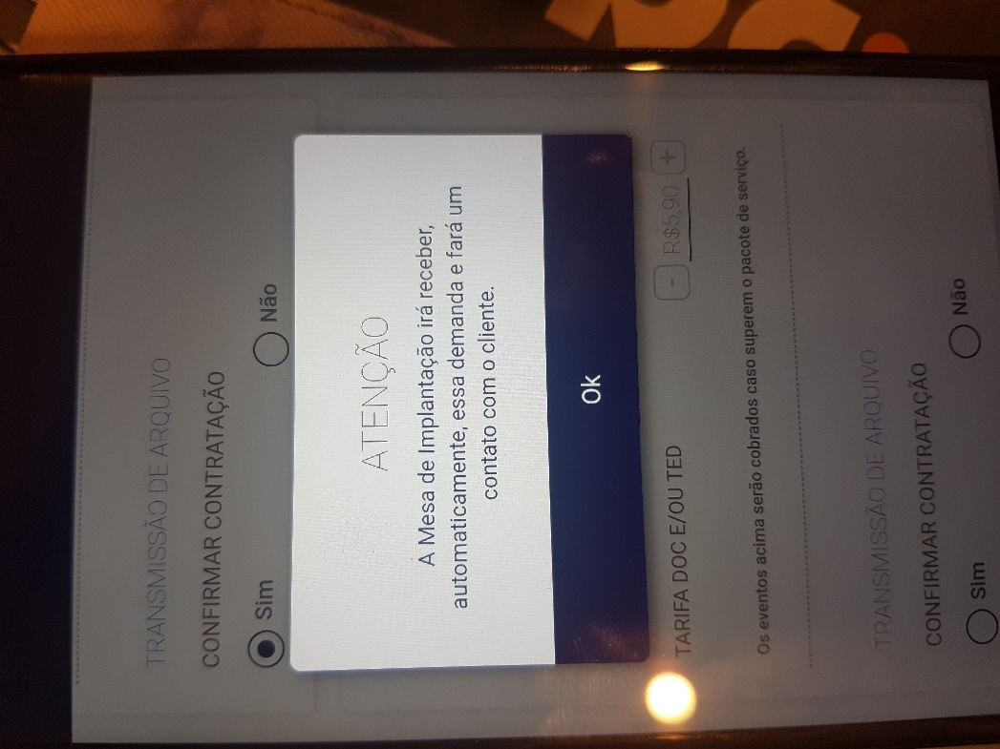 TRANSMISSÃO DE ARQUIVO
CONFIRMAR CONTRATAÇÃO
Sim
Não
ATENÇÃO
A Mesa de Implantação irá receber,
automaticamente, essa demanda e fará um
contato com o cliente.
Ok
TARIFA DOC E/OU TED
- R$5,90 +
Os eventos acima serão cobrados caso superem o pacote de serviço.
TRANSMISSÃO DE ARQUIVO
CONFIRMAR CONTRATAÇÃO
Sim
Não